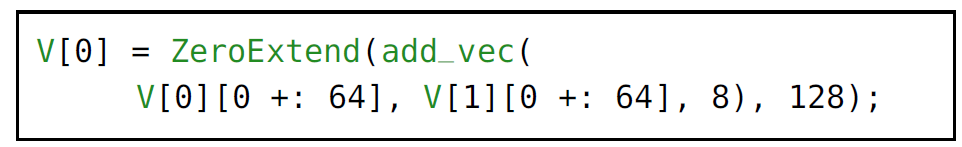 V[0] = ZeroExtend(add_vec(
V[0][0 +: 64], V[1][0 +: 64], 8), 128);